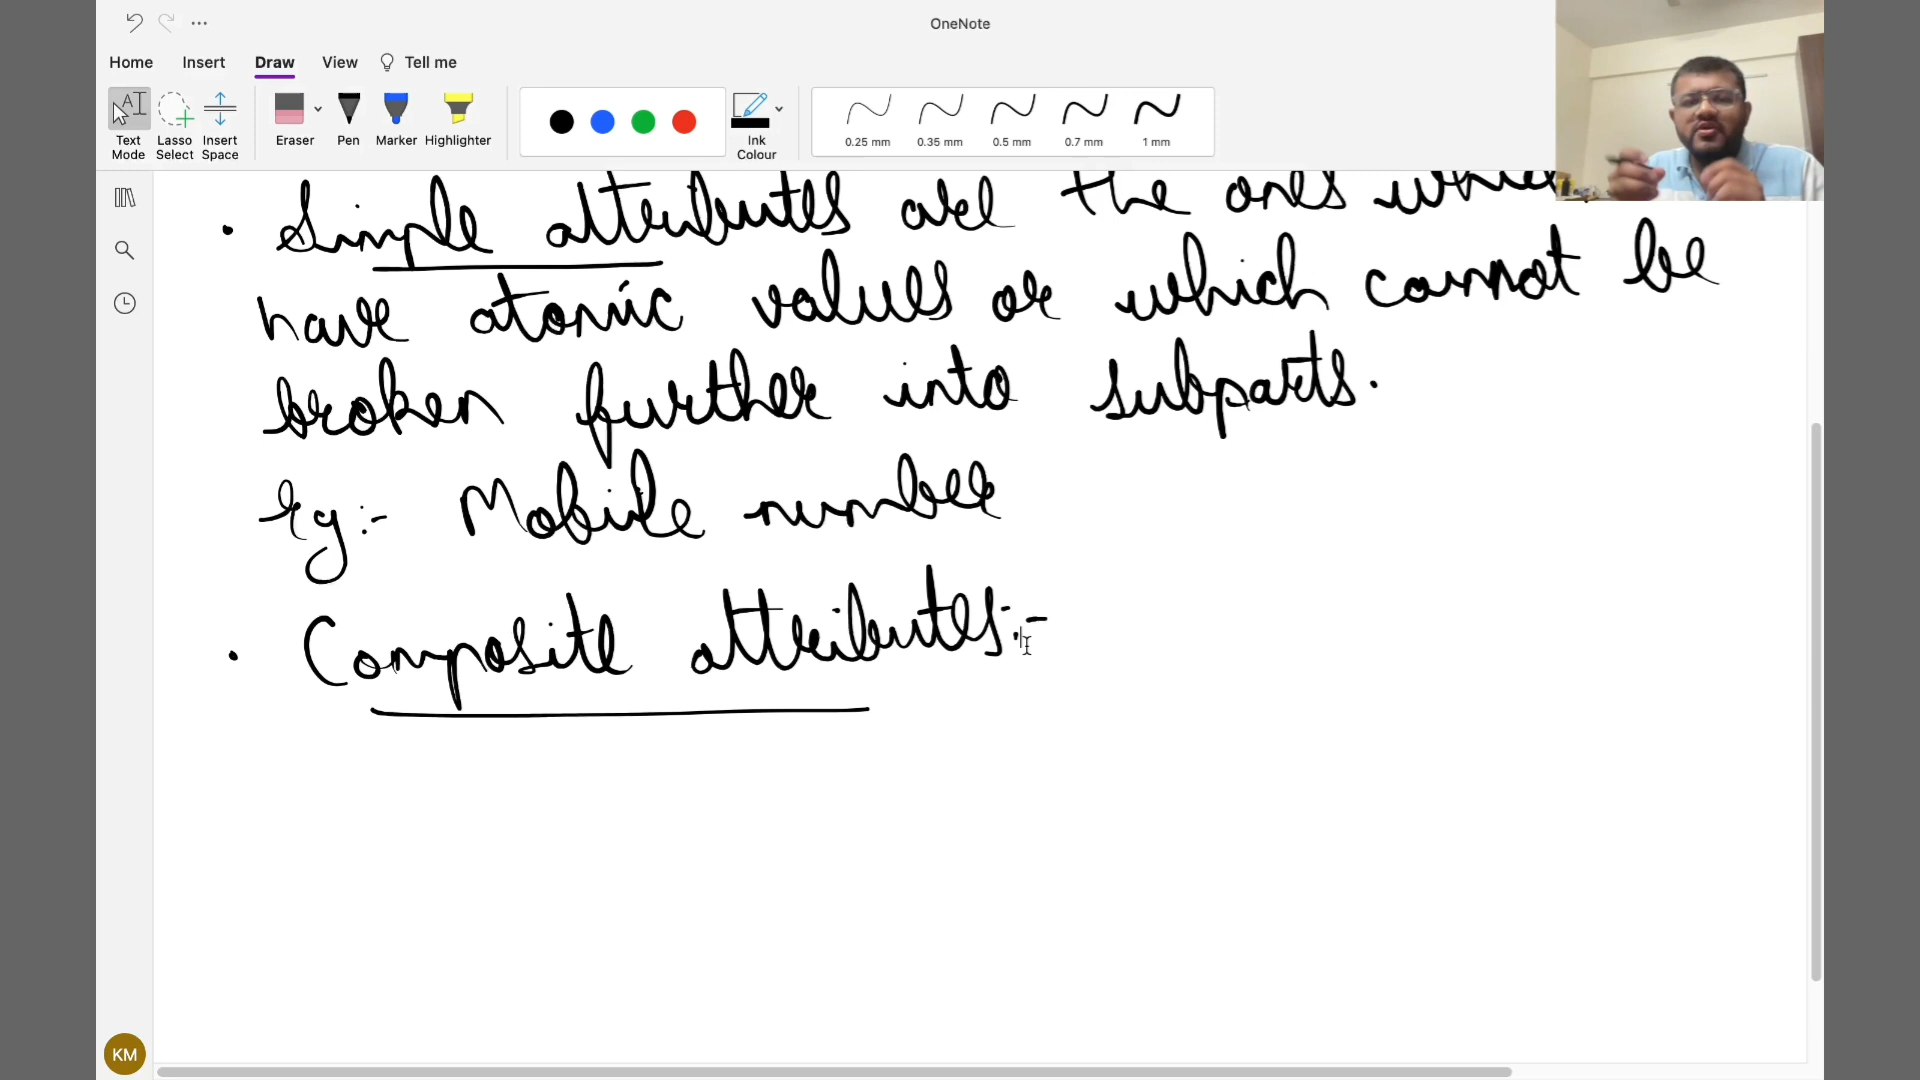 OneNote
Home Insert Draw View Tell me
Text Mode
Lasso Select
Insert Space
Eraser
Pen
Marker
Highlighter
Ink Colour
0.25 mm
0.35 mm
0.5 mm
0.7 mm
1 mm
• Simple attributes are the ones which
have atomic values or which cannot be
broken further into subparts.
Eg:- Mobile number
• Composite attributes:-
KM